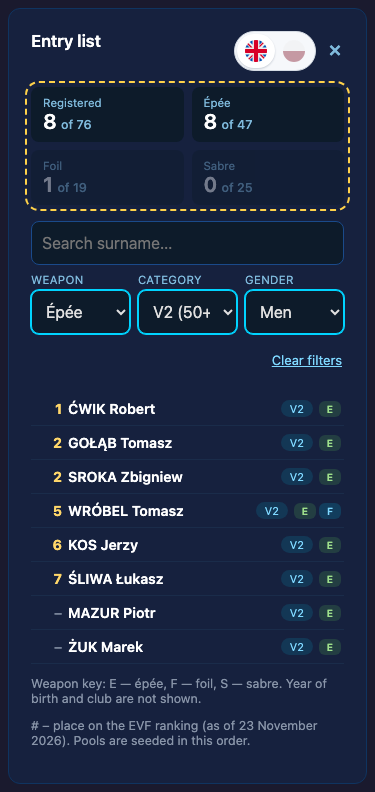 Entry list
×
Registered
8 of 76
Épée
8 of 47
Foil
1 of 19
Sabre
0 of 25
Search surname...
WEAPON CATEGORY GENDER
Épée V2 (50+ Men
Clear filters
1 ĆWIK Robert V2 E
2 GOŁĄB Tomasz V2 E
2 SROKA Zbigniew V2 E
5 WRÓBEL Tomasz V2 E F
6 KOS Jerzy V2 E
7 ŚLIWA Łukasz V2 E
– MAZUR Piotr V2 E
– ŻUK Marek V2 E
Weapon key: E — épée, F — foil, S — sabre. Year of
birth and club are not shown.
# – place on the EVF ranking (as of 23 November
2026). Pools are seeded in this order.